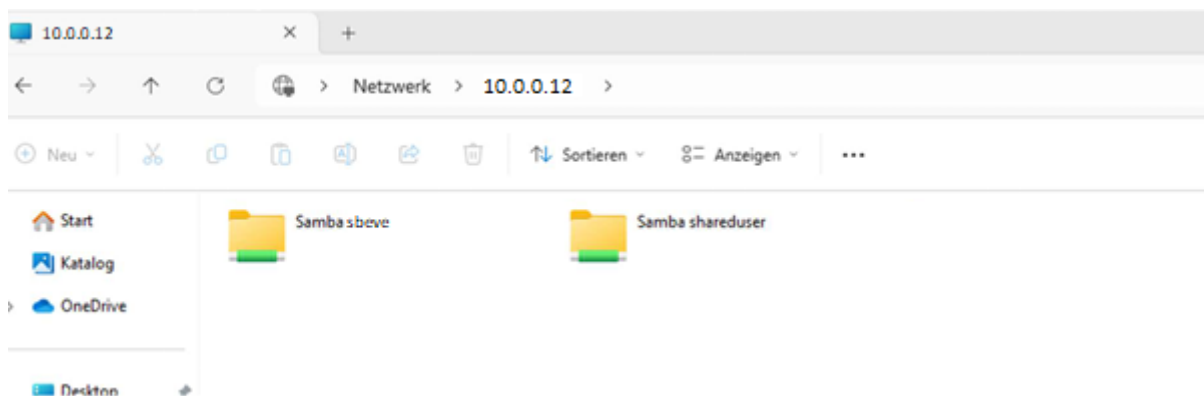 10.0.0.12
Netzwerk > 10.0.0.12 >
Neu Sortieren Anzeigen
Start
Samba sbeve Samba shareduser
Katalog
OneDrive
Desktop